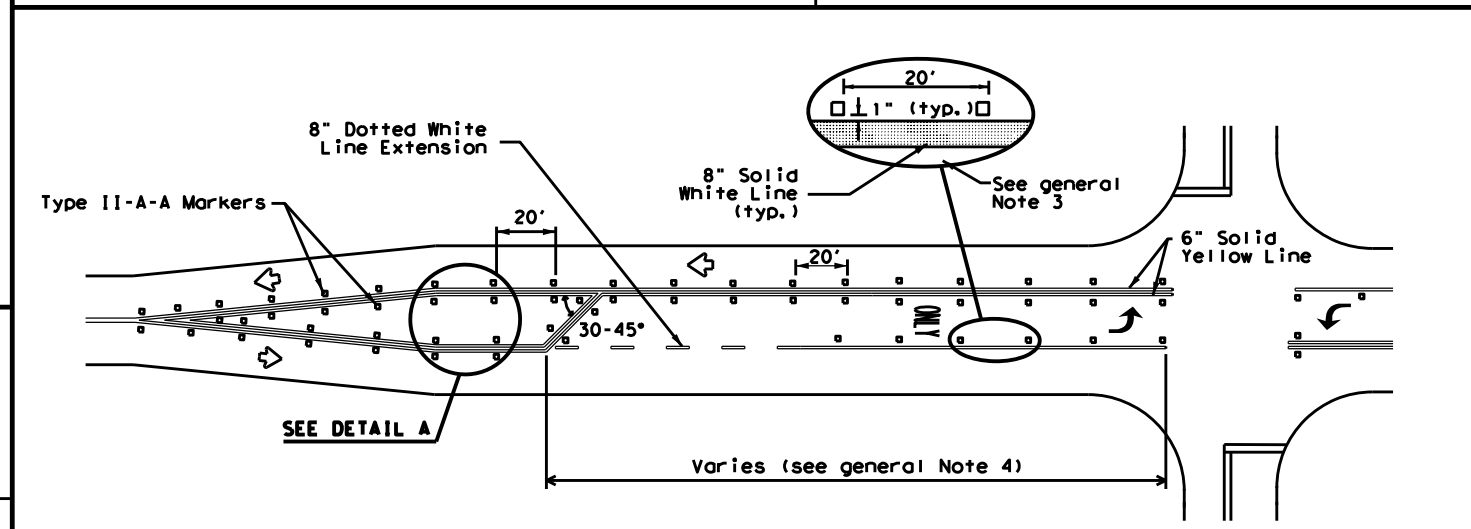 20'
1" (typ.)
8" Dotted White
Line Extension
8" Solid
White Line
(typ.)
See general
Note 3
Type II-A-A Markers
20'
6" Solid
Yellow Line
20'
ONLY
30-45°
SEE DETAIL A
Varies (see general Note 4)